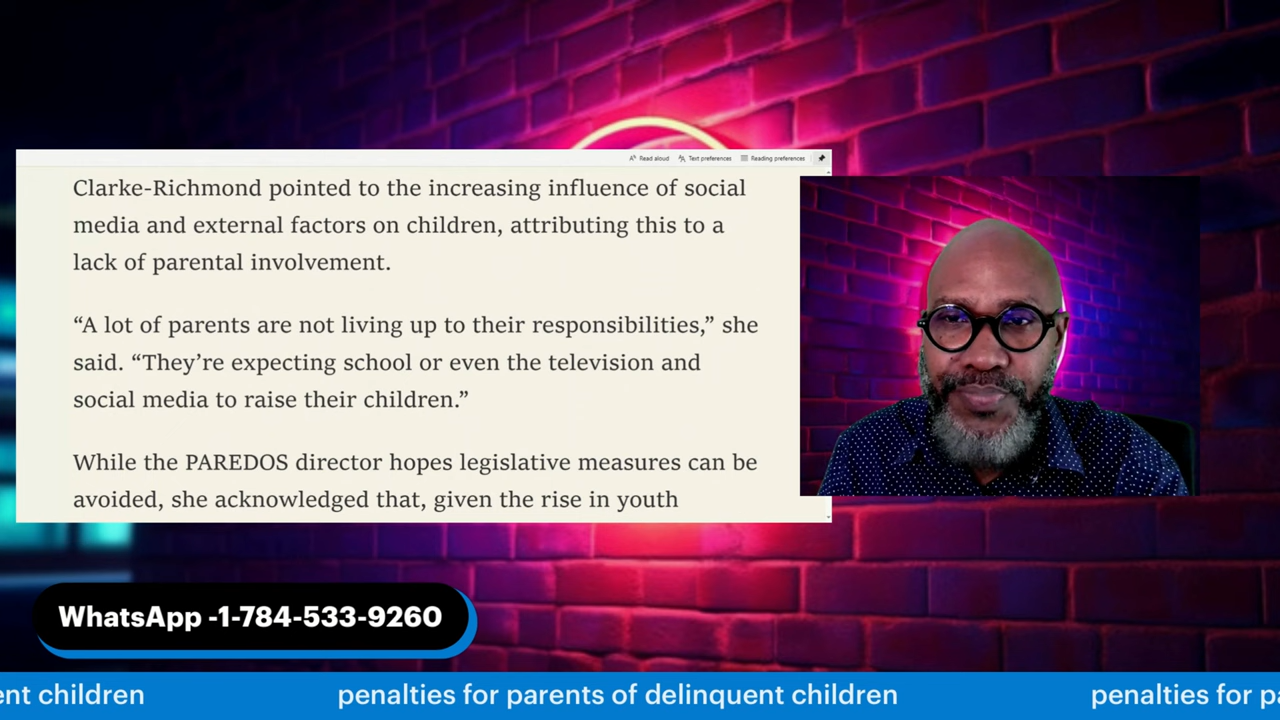 Read aloud Text preferences Reading preferences
Clarke-Richmond pointed to the increasing influence of social
media and external factors on children, attributing this to a
lack of parental involvement.
“A lot of parents are not living up to their responsibilities,” she
said. “They’re expecting school or even the television and
social media to raise their children.”
While the PAREDOS director hopes legislative measures can be
avoided, she acknowledged that, given the rise in youth
WhatsApp -1-784-533-9260
ent children penalties for parents of delinquent children penalties for pa